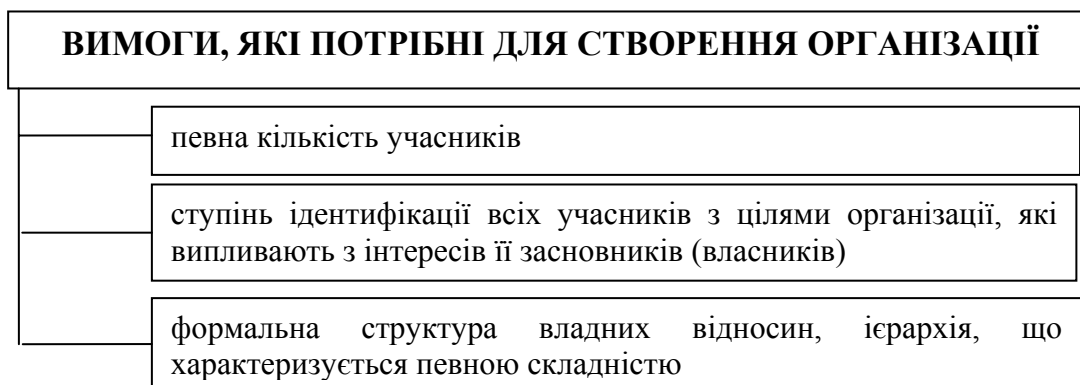 ВИМОГИ, ЯКІ ПОТРІБНІ ДЛЯ СТВОРЕННЯ ОРГАНІЗАЦІЇ
певна кількість учасників
ступінь ідентифікації всіх учасників з цілями організації, які
випливають з інтересів її засновників (власників)
формальна структура владних відносин, ієрархія, що
характеризується певною складністю